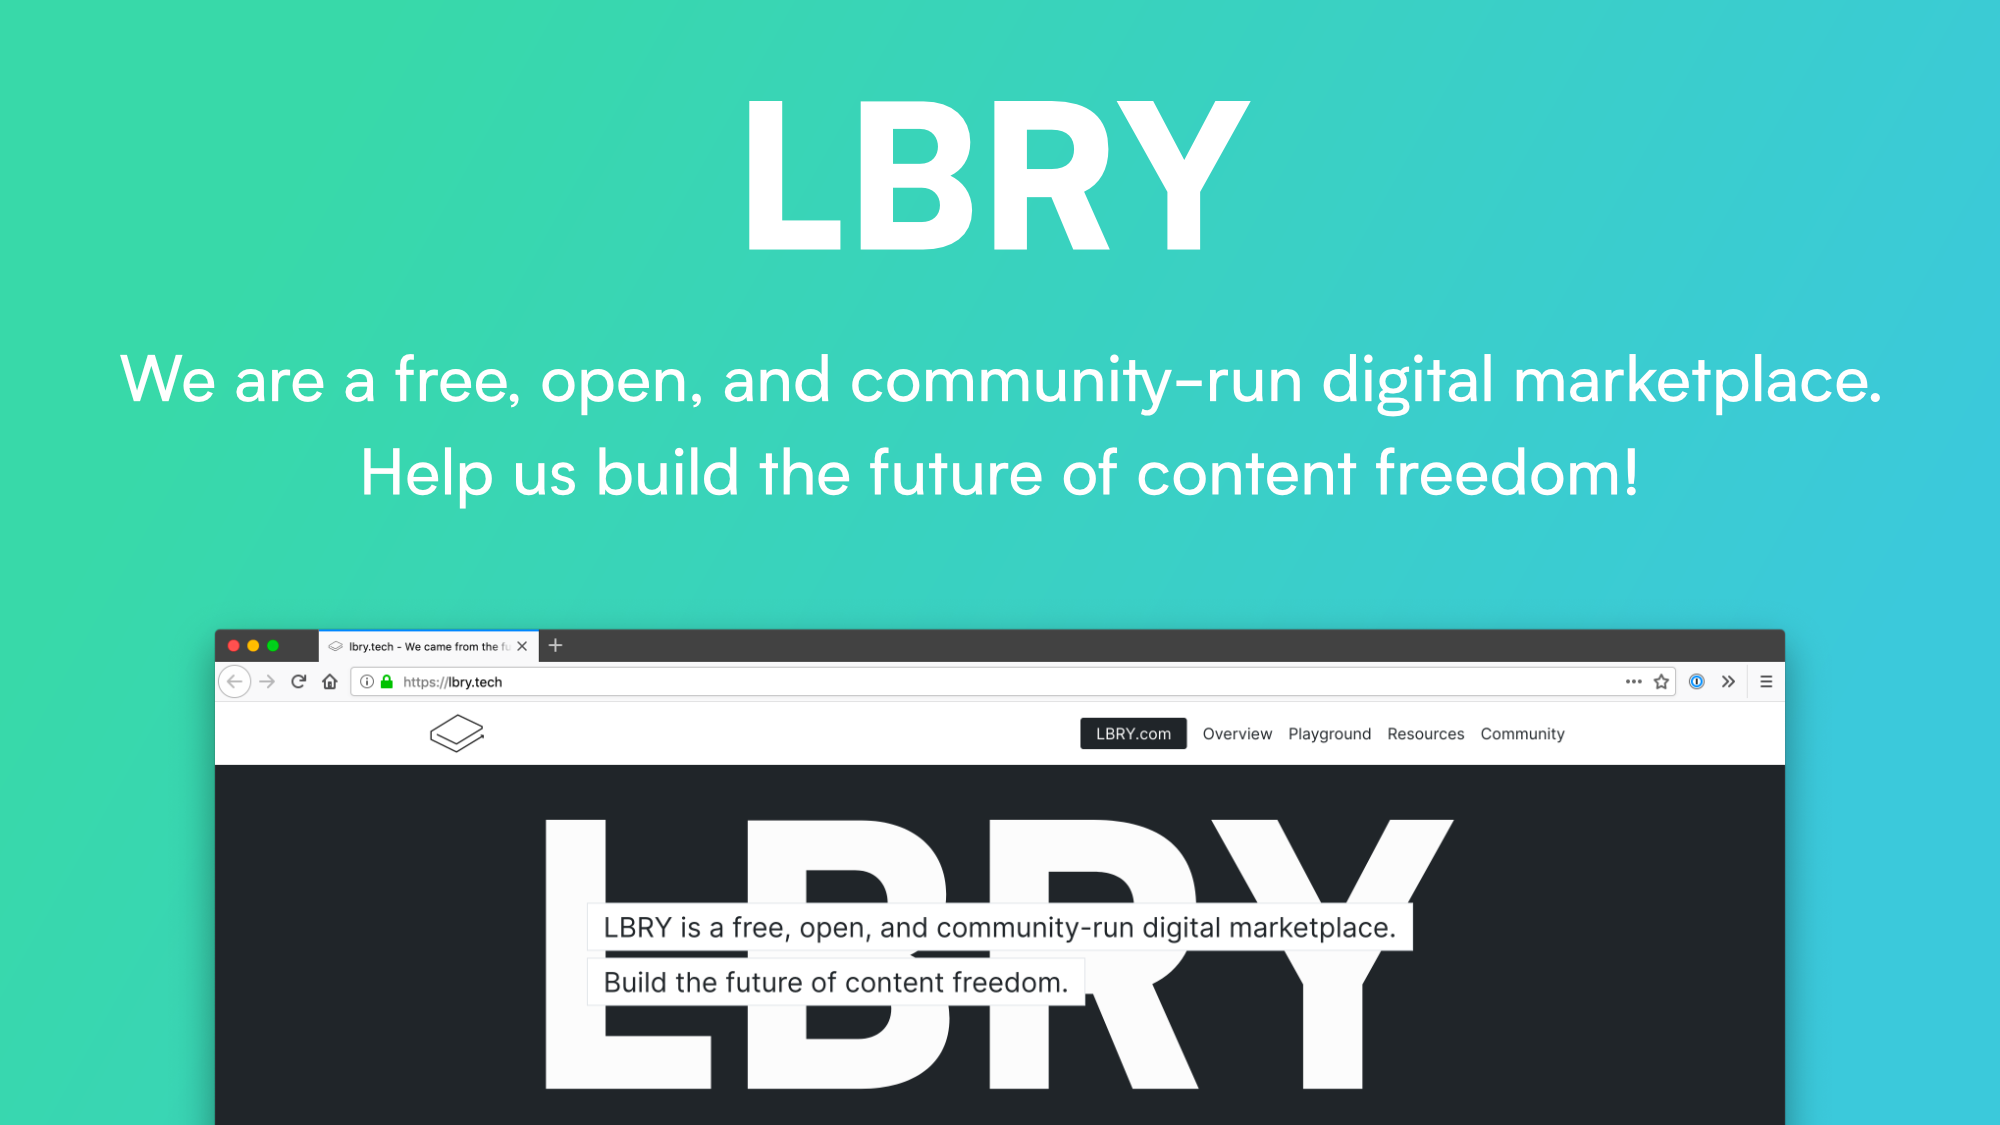 LBRY
We are a free, open, and community-run digital marketplace.
Help us build the future of content freedom!
lbry.tech - We came from the fu
https://lbry.tech
LBRY.com Overview Playground Resources Community
LBRY
LBRY is a free, open, and community-run digital marketplace.
Build the future of content freedom.